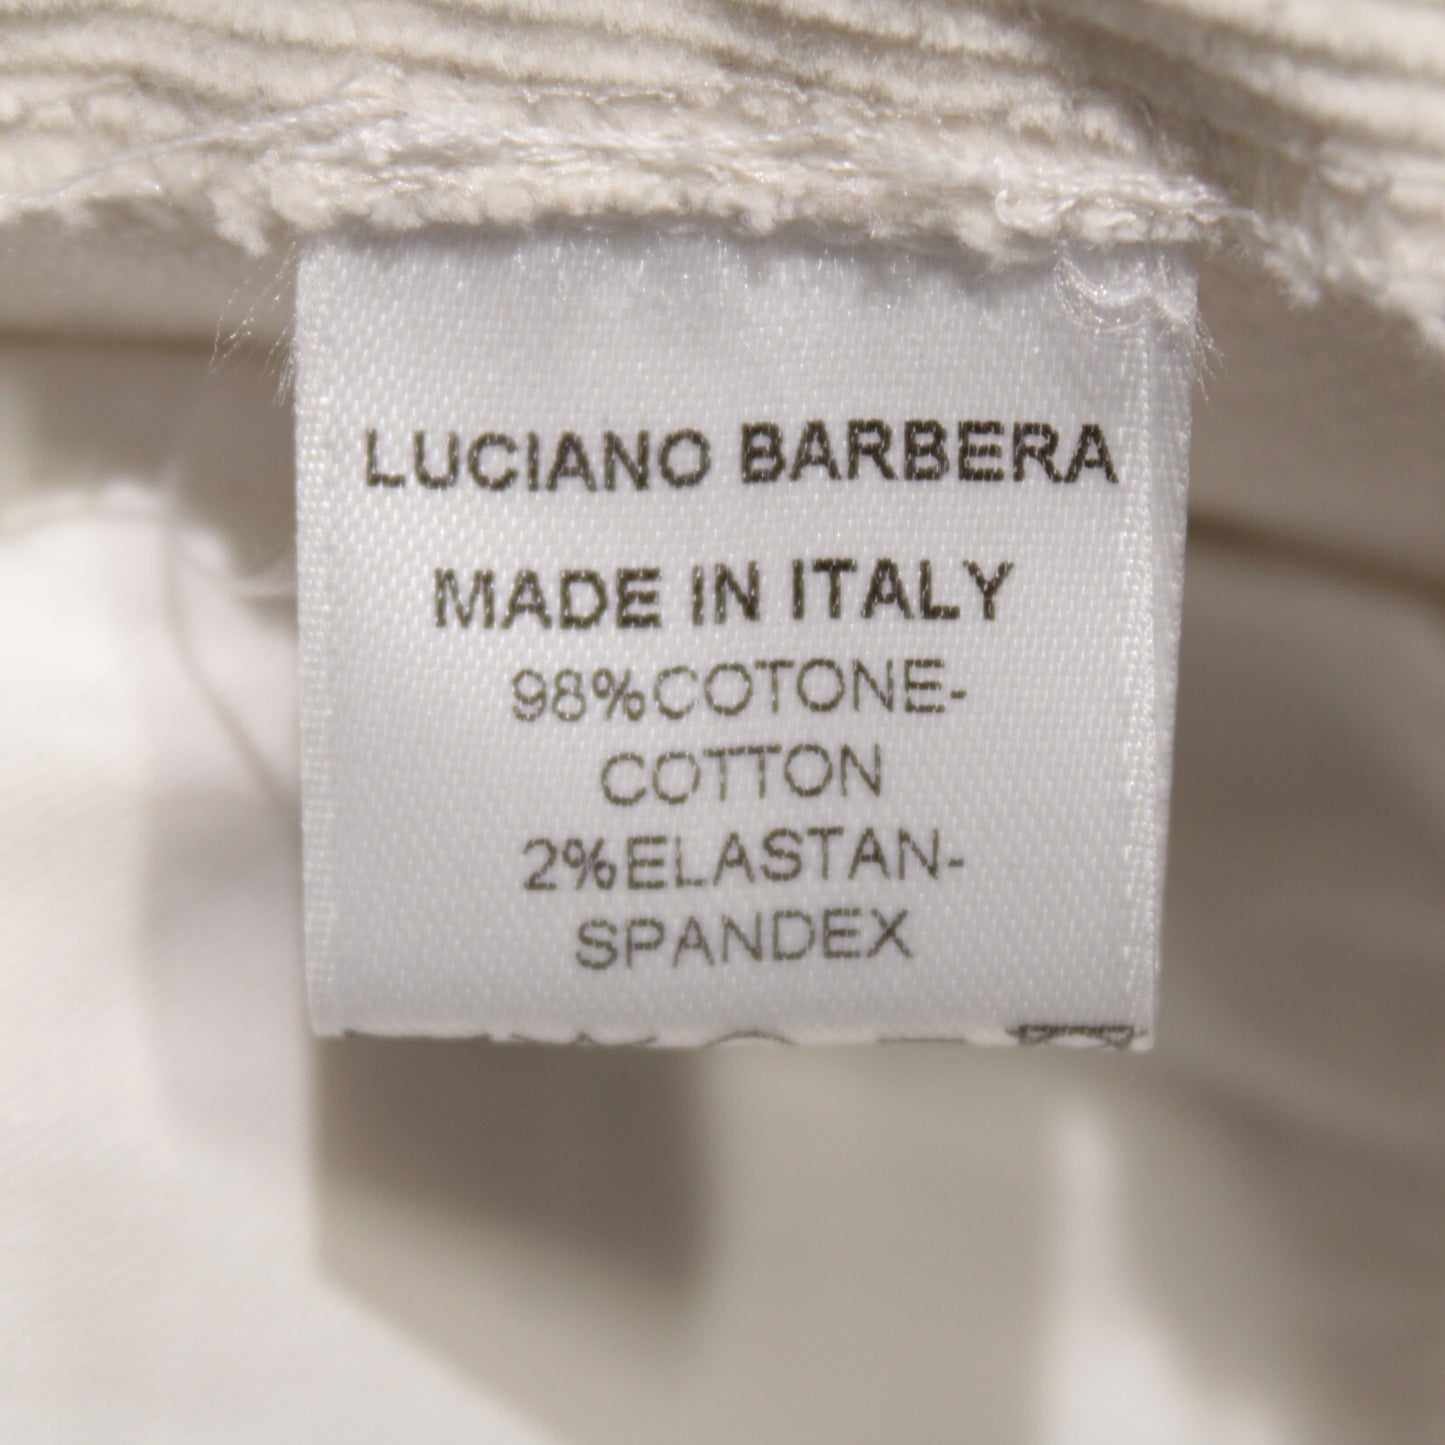 LUCIANO BARBERA
MADE IN ITALY
98%COTONE-
COTTON
2%ELASTAN-
SPANDEX